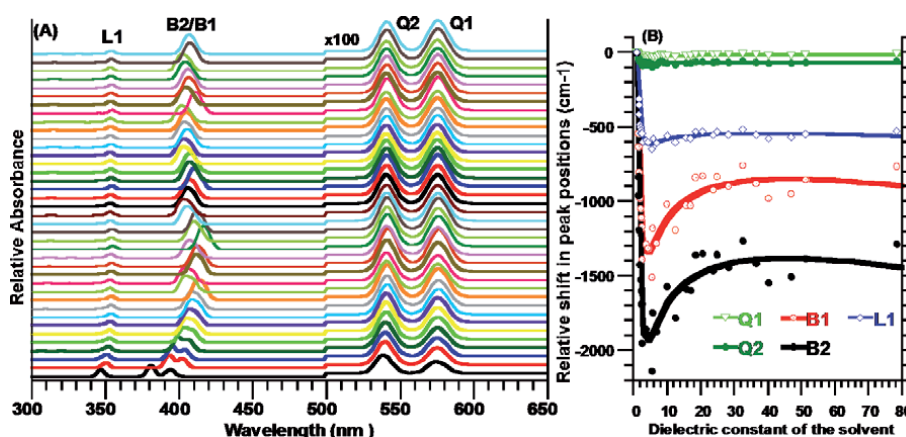 (A)
L1
B2/B1
x100
Q2
Q1
Relative Absorbance
300
350
400
450
500
550
600
650
Wavelength (nm )
(B)
Relative shift in peak positions (cm-1)
0
-500
-1000
-1500
-2000
Q1
B1
L1
Q2
B2
0
10
20
30
40
50
60
70
80
Dielectric constant of the solvent